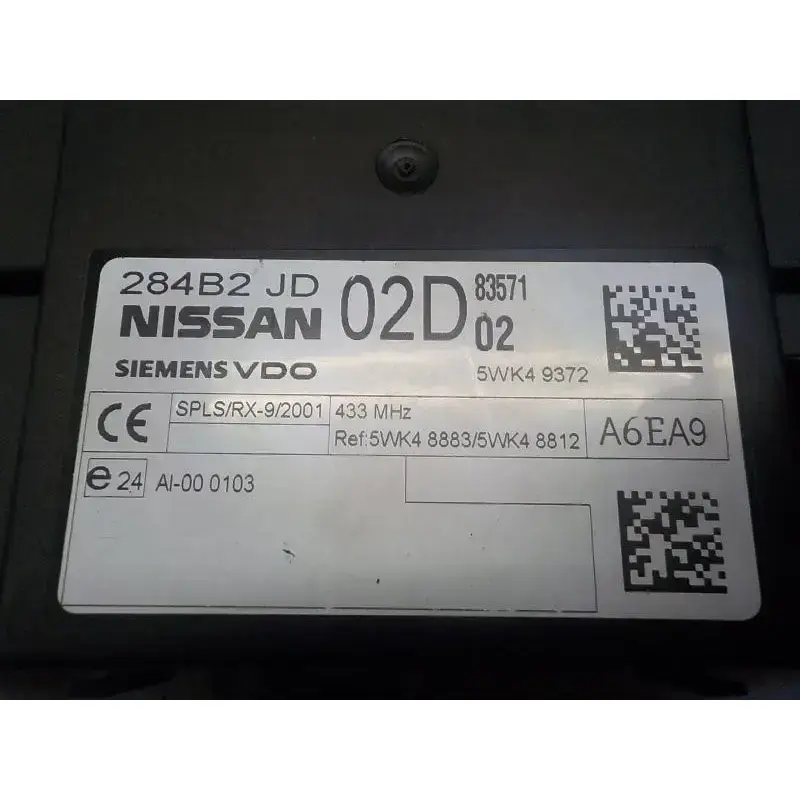 284B2 JD 02D 83571
NISSAN 02
SIEMENS VDO 5WK4 9372
CE SPLS/RX-9/2001 433 MHz A6EA9
Ref:5WK4 8883/5WK4 8812
e 24 AI-00 0103